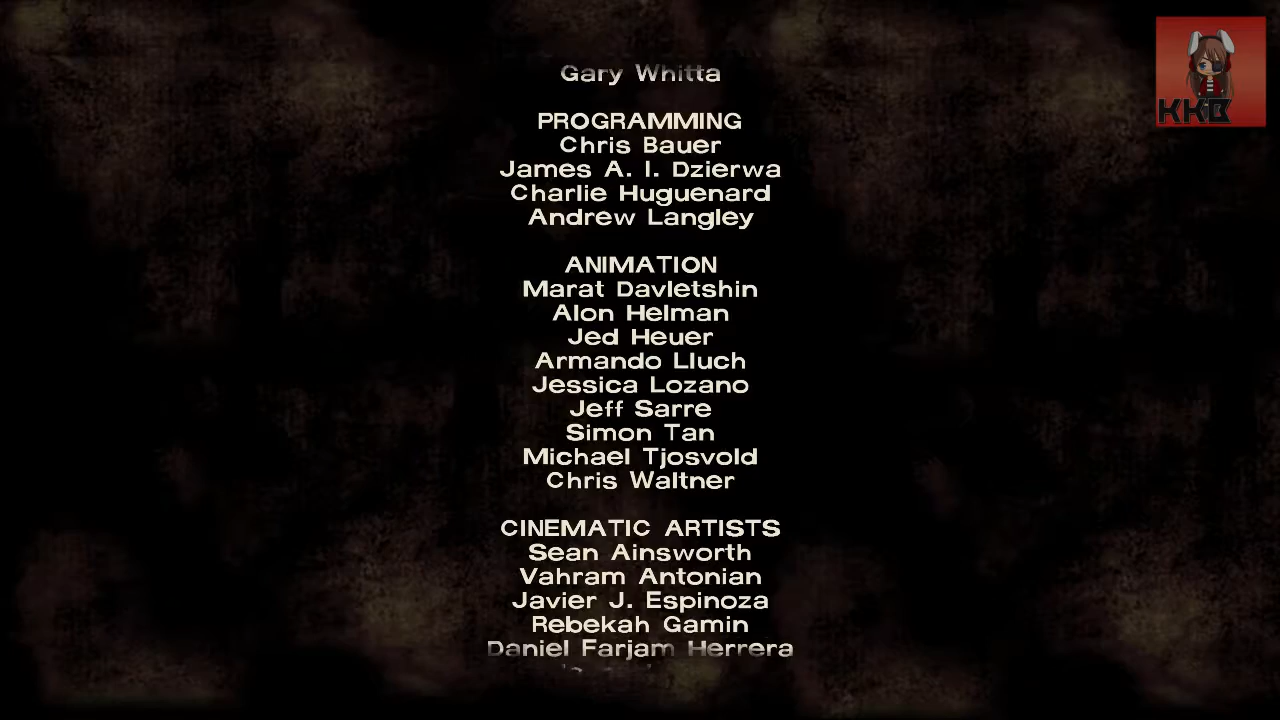 Gary Whitta
PROGRAMMING
Chris Bauer
James A. I. Dzierwa
Charlie Huguenard
Andrew Langley
ANIMATION
Marat Davletshin
Alon Helman
Jed Heuer
Armando Lluch
Jessica Lozano
Jeff Sarre
Simon Tan
Michael Tjosvold
Chris Waltner
CINEMATIC ARTISTS
Sean Ainsworth
Vahram Antonian
Javier J. Espinoza
Rebekah Gamin
Daniel Farjam Herrera
KKB